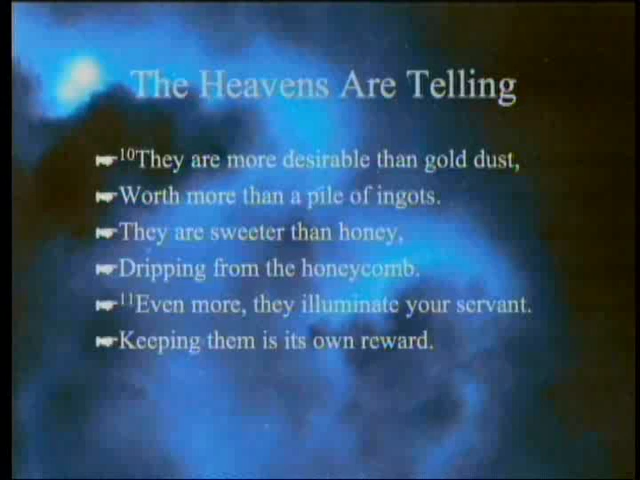 The Heavens Are Telling
☛¹⁰They are more desirable than gold dust,
☛Worth more than a pile of ingots.
☛They are sweeter than honey,
☛Dripping from the honeycomb.
☛¹¹Even more, they illuminate your servant.
☛Keeping them is its own reward.